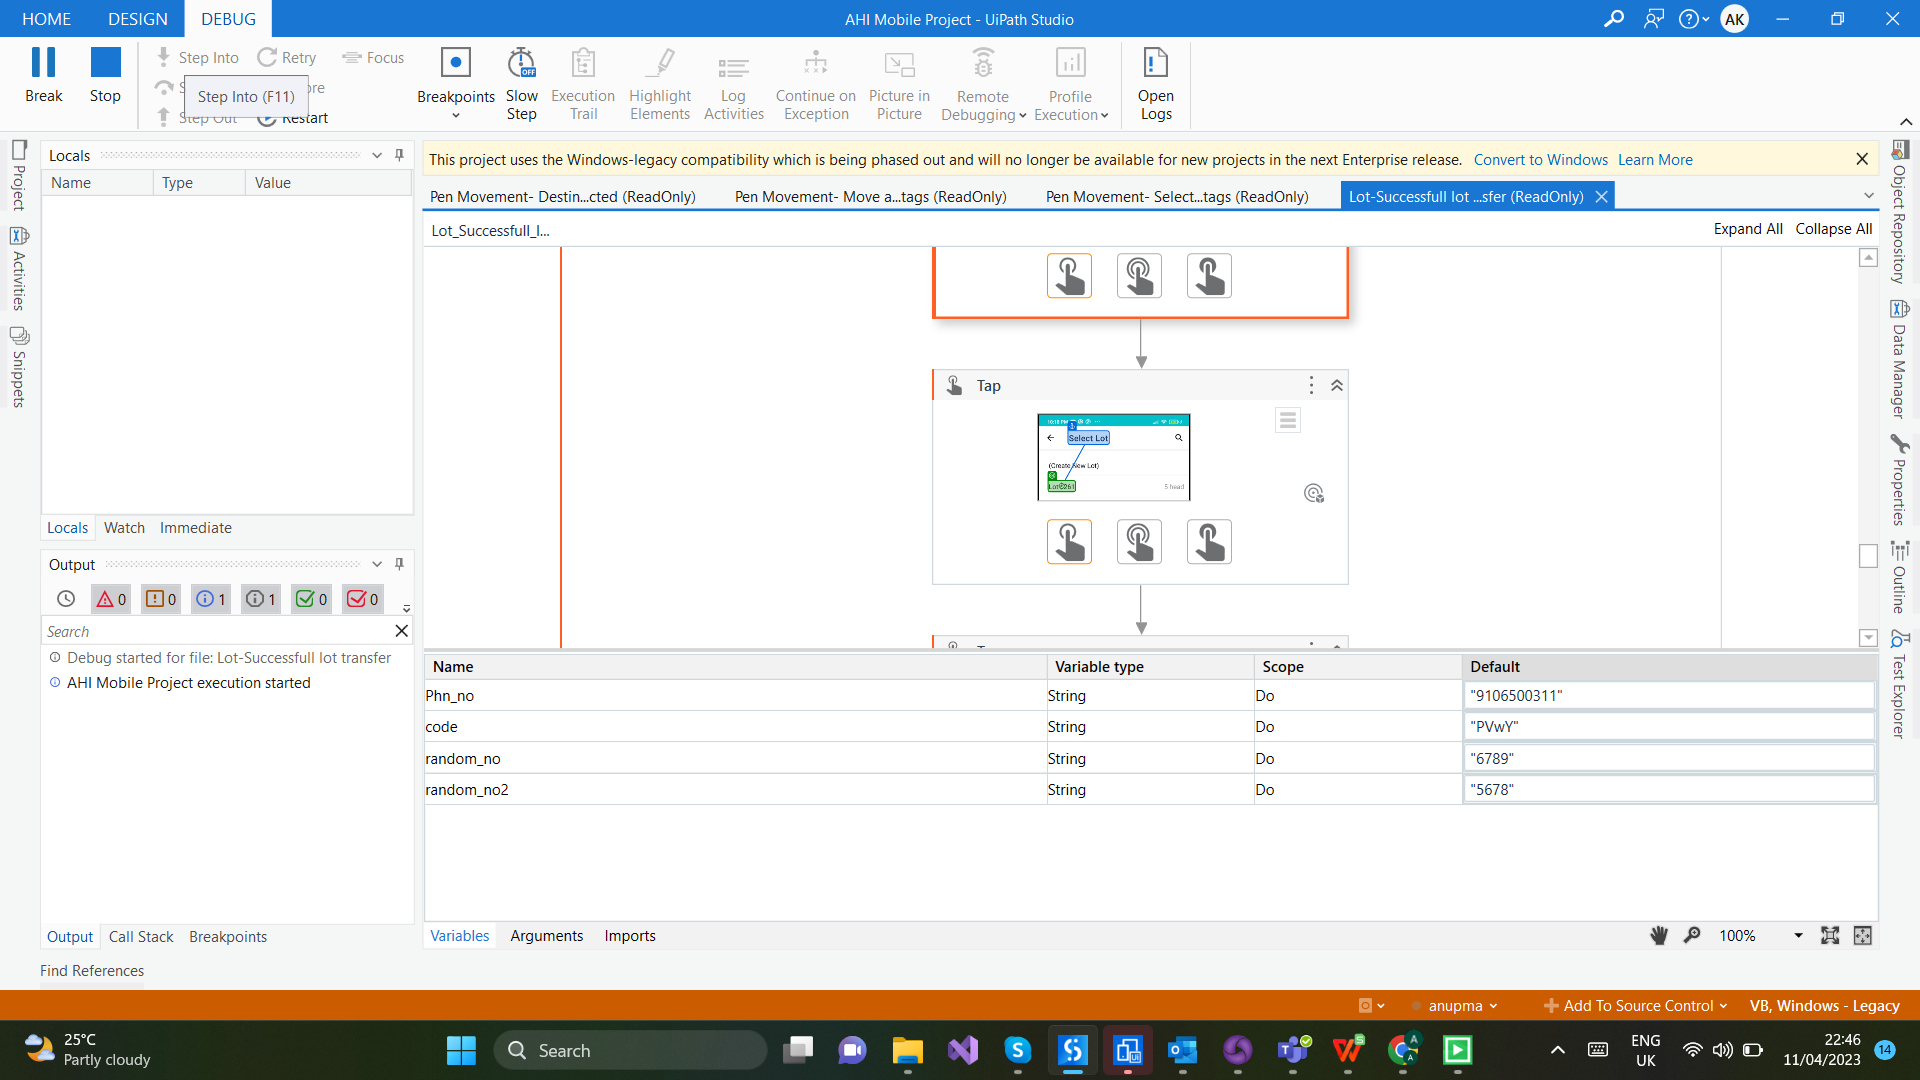 HOME DESIGN DEBUG AHI Mobile Project - UiPath Studio AK
Break Stop Step Into Retry Focus
Step Into (F11)
Step Out Restart
Breakpoints Slow Step OFF Execution Trail Highlight Elements Log Activities Continue on Exception Picture in Picture Remote Debugging Profile Execution Open Logs
Project
Activities
Snippets
Locals
Name Type Value
Locals Watch Immediate
This project uses the Windows-legacy compatibility which is being phased out and will no longer be available for new projects in the next Enterprise release. Convert to Windows Learn More
Pen Movement- Destin...cted (ReadOnly) Pen Movement- Move a...tags (ReadOnly) Pen Movement- Select...tags (ReadOnly) Lot-Successfull lot ...sfer (ReadOnly)
Lot_Successfull_l... Expand All Collapse All
Tap
Select Lot
(Create New Lot)
5 head
Object Repository
Data Manager
Properties
Outline
Test Explorer
Output
0 0 1 1 0 0
Search
Debug started for file: Lot-Successfull lot transfer
AHI Mobile Project execution started
Name Variable type Scope Default
Phn_no String Do "9106500311"
code String Do "PVwY"
random_no String Do "6789"
random_no2 String Do "5678"
Output Call Stack Breakpoints
Variables Arguments Imports 100%
Find References
anupma Add To Source Control VB, Windows - Legacy
25°C
Partly cloudy
Search
ENG
UK
22:46
11/04/2023
14